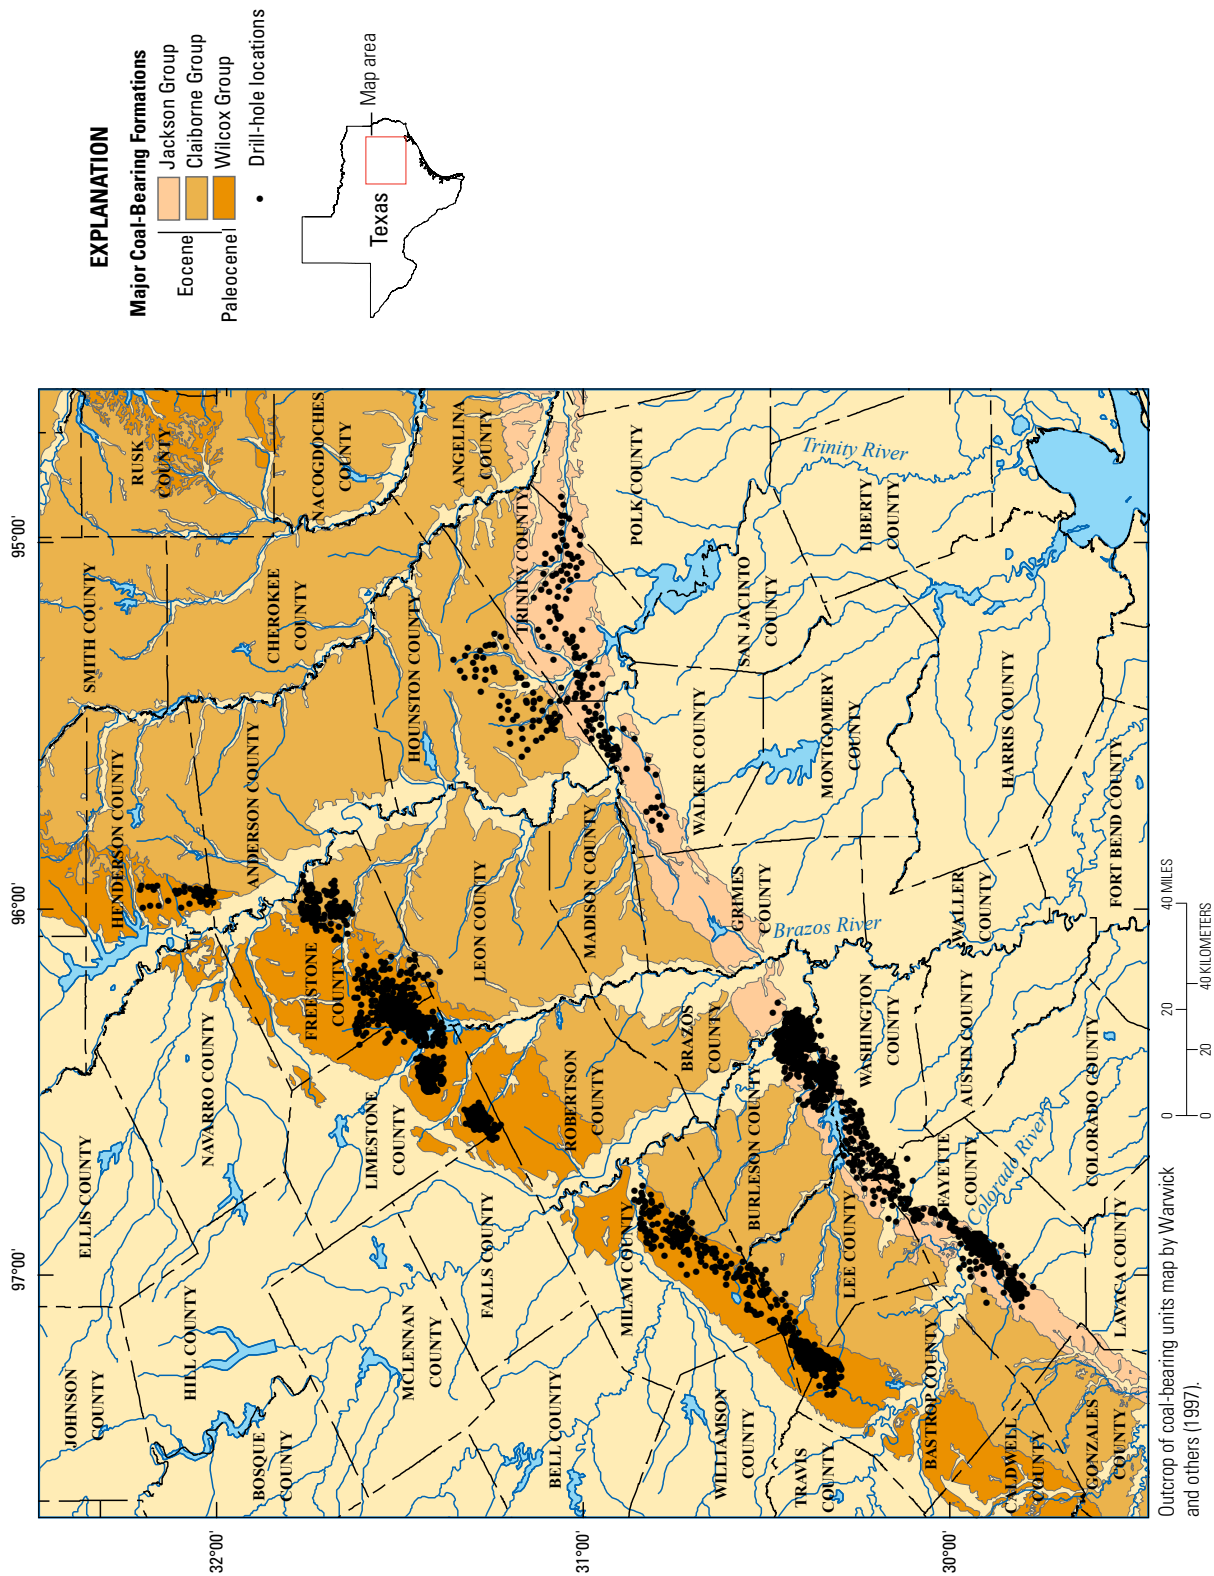 EXPLANATION
Major Coal-Bearing Formations
Eocene
Paleocene
Jackson Group
Claiborne Group
Wilcox Group
Drill-hole locations
Texas
Map area
97°00'
96°00'
95°00'
32°00'
31°00'
30°00'
JOHNSON
COUNTY
ELLIS COUNTY
HENDERSON COUNTY
SMITH COUNTY
RUSK
COUNTY
HILL COUNTY
NAVARRO COUNTY
ANDERSON COUNTY
CHEROKEE
COUNTY
NACOGDOCHES
COUNTY
BOSQUE
COUNTY
FREESTONE
COUNTY
LIMESTONE
COUNTY
MCLENNAN
COUNTY
HOUNSTON COUNTY
ANGELINA
COUNTY
FALLS COUNTY
LEON COUNTY
TRINITY COUNTY
BELL COUNTY
ROBERTSON
COUNTY
MADISON COUNTY
MILAM COUNTY
POLK COUNTY
WILLIAMSON
COUNTY
BRAZOS
COUNTY
WALKER COUNTY
BURLESON COUNTY
GRIMES
COUNTY
SAN JACINTO
COUNTY
Trinity River
Brazos River
TRAVIS
COUNTY
LEE COUNTY
WASHINGTON
COUNTY
MONTGOMERY
COUNTY
LIBERTY
COUNTY
BASTROP COUNTY
FAYETTE
COUNTY
AUSTIN COUNTY
WALLER
COUNTY
HARRIS COUNTY
Colorado River
CALDWELL
COUNTY
GONZALES
COUNTY
LAVACA COUNTY
COLORADO COUNTY
FORT BEND COUNTY
Outcrop of coal-bearing units map by Warwick
and others (1997).
0 20 40 MILES
0 20 40 KILOMETERS